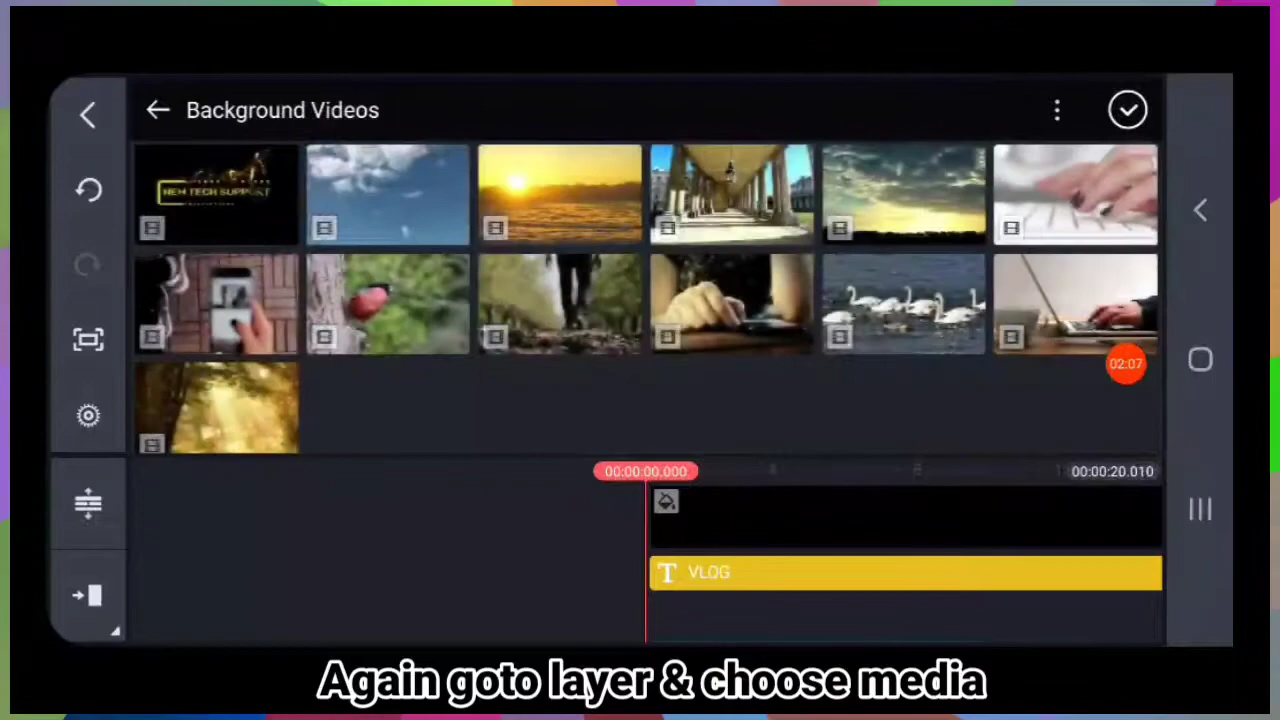 Background Videos
NEH TECH SUPPORT
02:07
00:00:00.000
00:00:20.010
T VLOG
Again goto layer & choose media